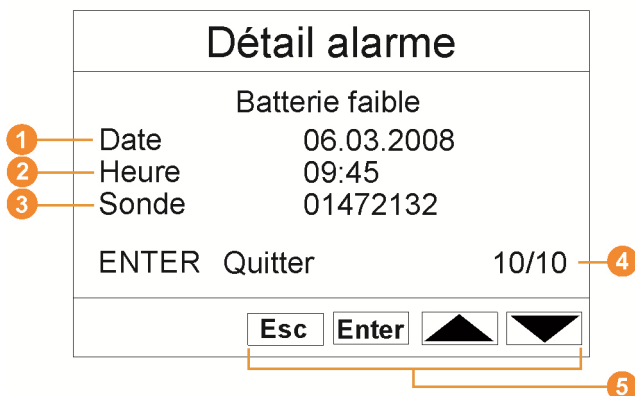 Détail alarme
Batterie faible
1 Date 06.03.2008
2 Heure 09:45
3 Sonde 01472132
ENTER Quitter 10/10 4
Esc Enter
5